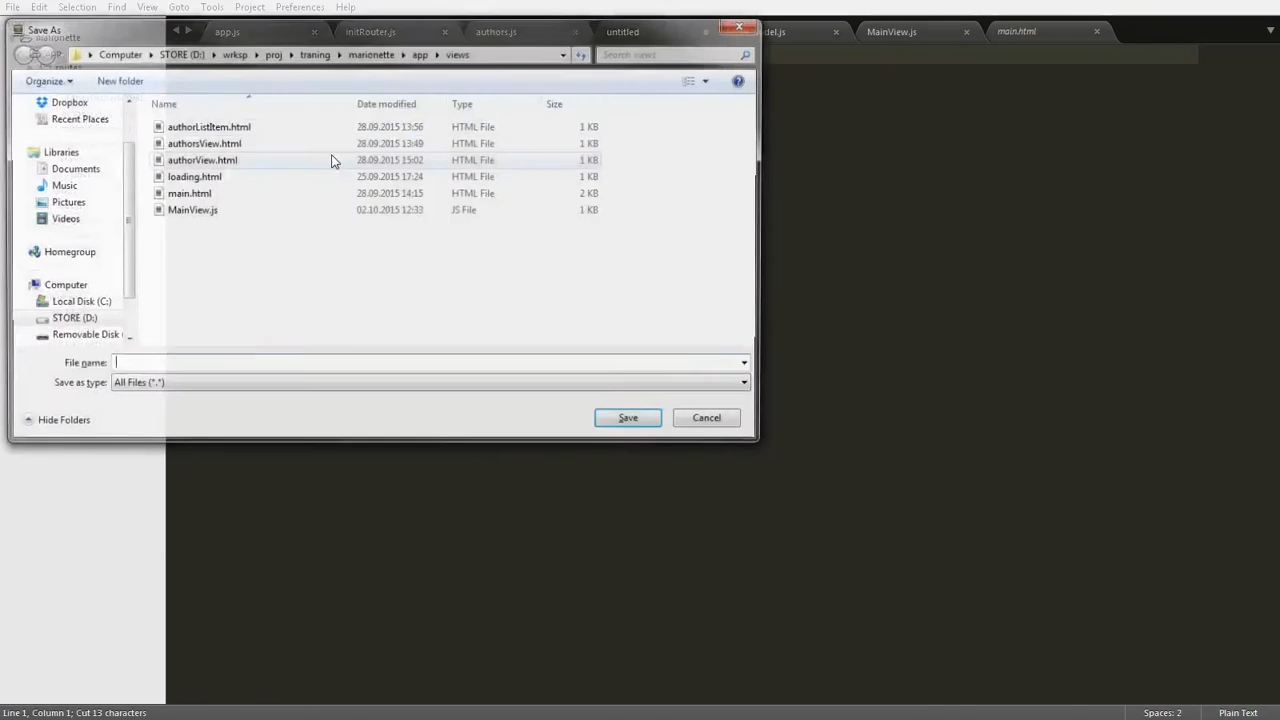 File Edit Selection Find View Goto Tools Project Preferences Help
Save As
app.js initRouter.js authors.js untitled del.js MainView.js main.html
Computer STORE (D:) wrksp proj traning marionette app views Search views
Organize New folder
Name Date modified Type Size
Dropbox
Recent Places
Libraries
Documents
Music
Pictures
Videos
Homegroup
Computer
Local Disk (C:)
STORE (D:)
Removable Disk
authorListItem.html 28.09.2015 13:56 HTML File 1 KB
authorsView.html 28.09.2015 13:49 HTML File 1 KB
authorView.html 28.09.2015 15:02 HTML File 1 KB
loading.html 25.09.2015 17:24 HTML File 1 KB
main.html 28.09.2015 14:15 HTML File 2 KB
MainView.js 02.10.2015 12:33 JS File 1 KB
File name:
Save as type: All Files (*.*)
Hide Folders Save Cancel
Line 1, Column 1; Cut 13 characters Spaces: 2 Plain Text